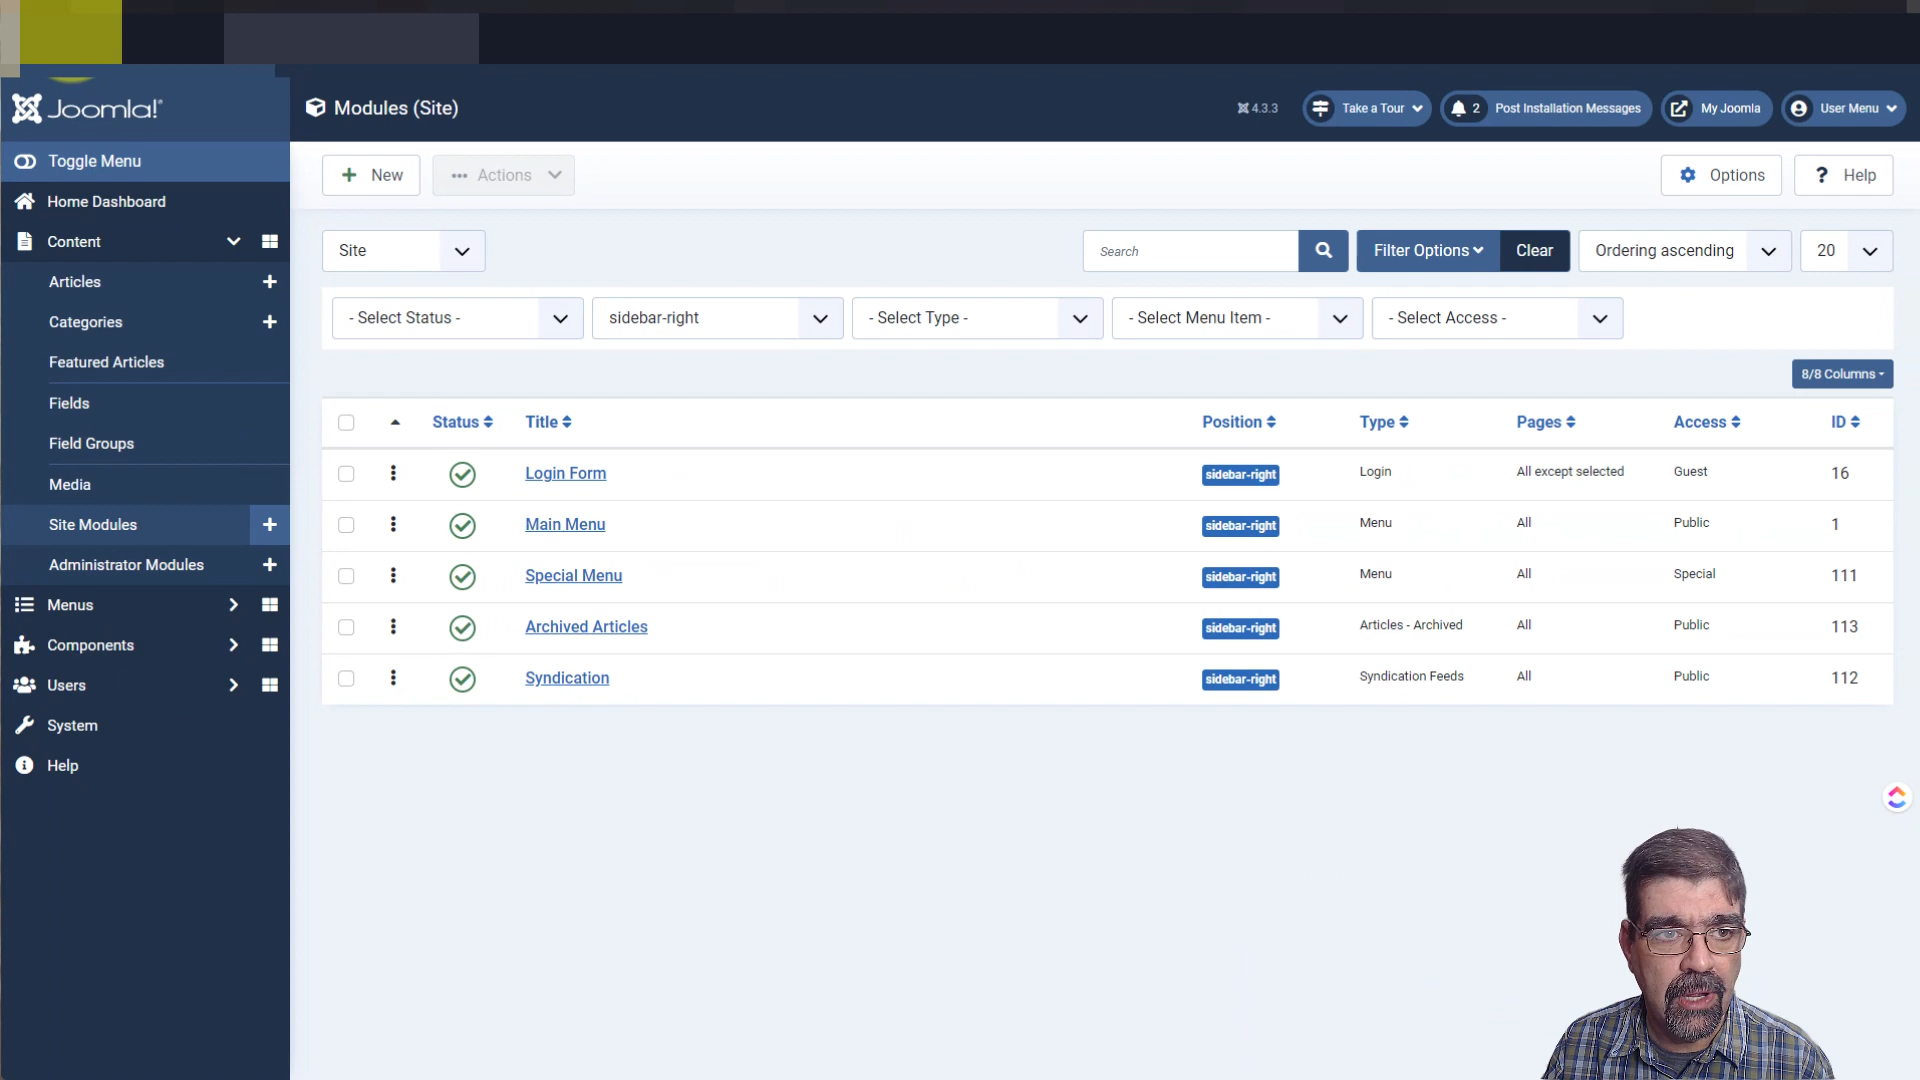 Joomla!
Modules (Site)
4.3.3
Take a Tour
2 Post Installation Messages
My Joomla
User Menu
Toggle Menu
Home Dashboard
Content
Articles
Categories
Featured Articles
Fields
Field Groups
Media
Site Modules
Administrator Modules
Menus
Components
Users
System
Help
New
Actions
Options
? Help
Site
Search
Filter Options
Clear
Ordering ascending
20
- Select Status -
sidebar-right
- Select Type -
- Select Menu Item -
- Select Access -
8/8 Columns
Status Title Position Type Pages Access ID
Login Form sidebar-right Login All except selected Guest 16
Main Menu sidebar-right Menu All Public 1
Special Menu sidebar-right Menu All Special 111
Archived Articles sidebar-right Articles - Archived All Public 113
Syndication sidebar-right Syndication Feeds All Public 112